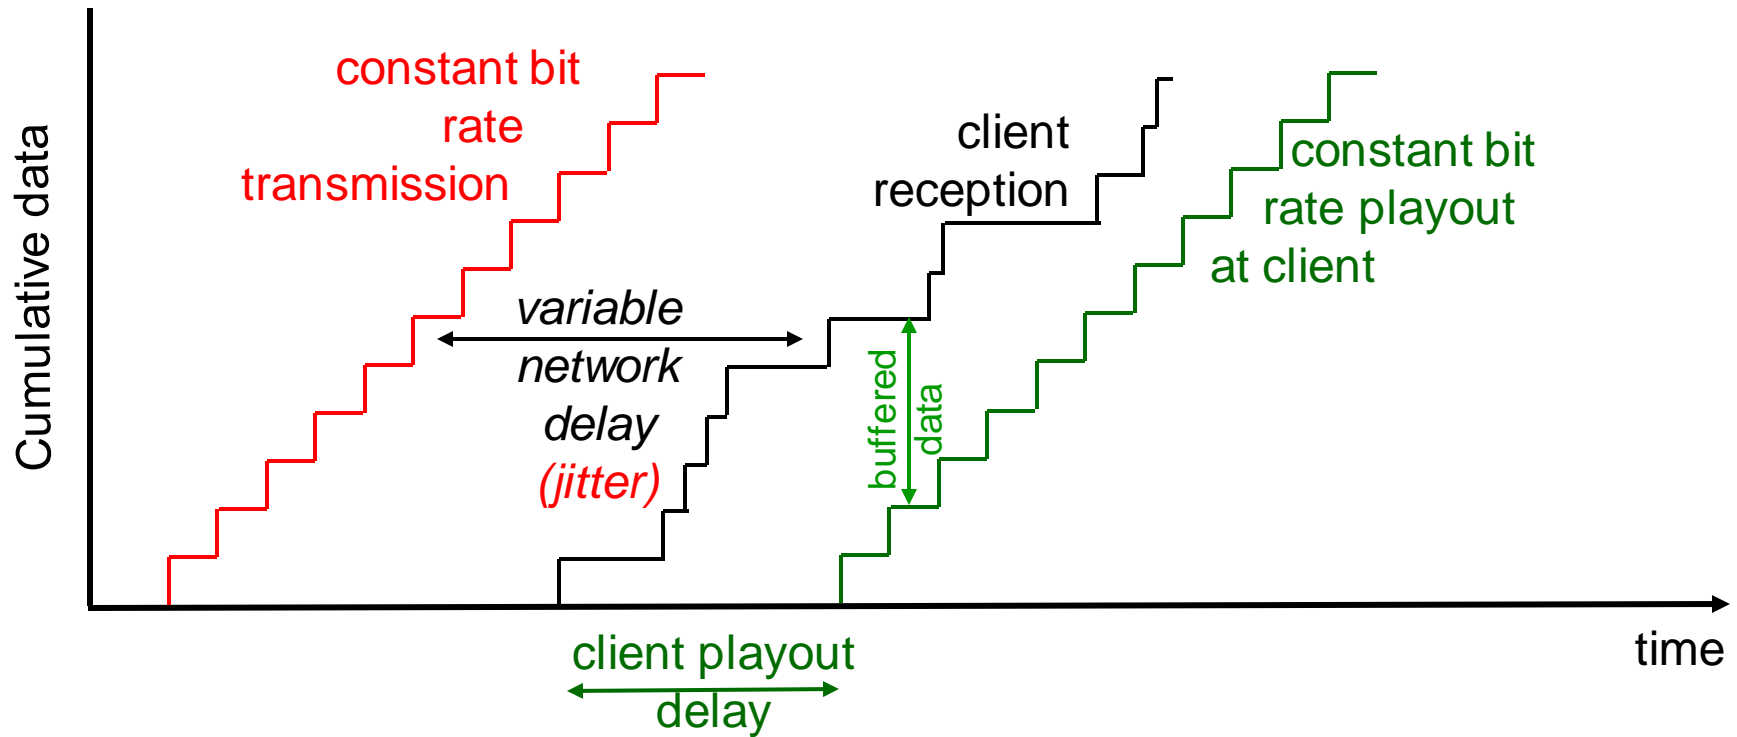 Cumulative data
constant bit
rate
transmission
variable
network
delay
(jitter)
client
reception
buffered
data
constant bit
rate playout
at client
client playout
delay
time